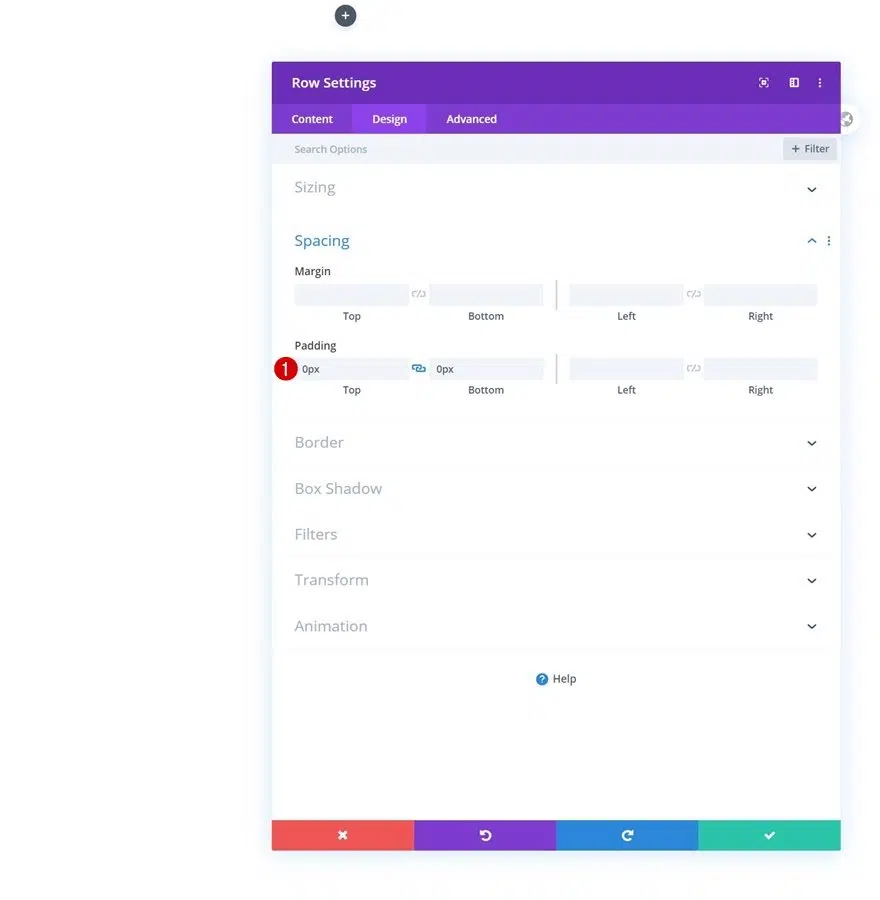 Row Settings
Content Design Advanced
Search Options + Filter
Sizing
Spacing
Margin
Top Bottom Left Right
Padding
1 0px 0px
Top Bottom Left Right
Border
Box Shadow
Filters
Transform
Animation
? Help